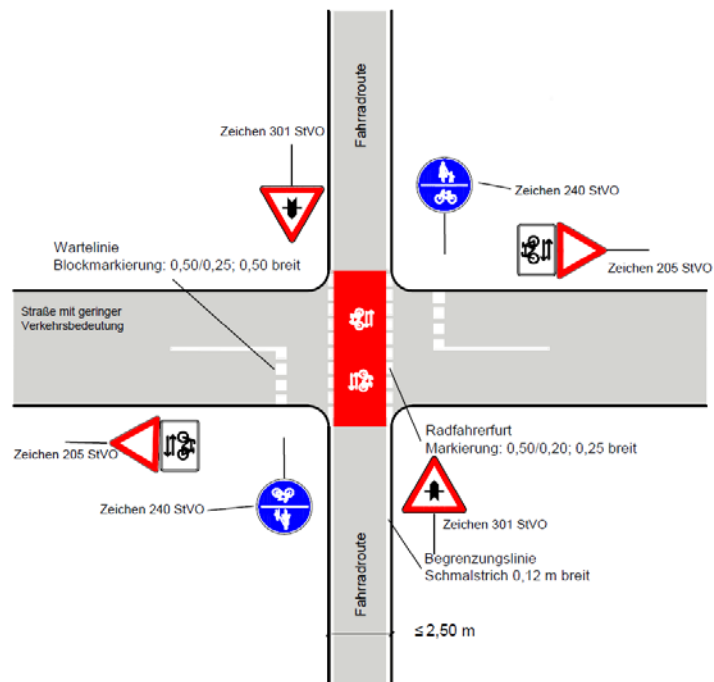 Fahrradroute
Zeichen 301 StVO
Zeichen 240 StVO
Wartelinie
Blockmarkierung: 0,50/0,25; 0,50 breit
Zeichen 205 StVO
Straße mit geringer
Verkehrsbedeutung
Radfahrerfurt
Markierung: 0,50/0,20; 0,25 breit
Zeichen 205 StVO
Zeichen 240 StVO
Zeichen 301 StVO
Begrenzungslinie
Schmalstrich 0,12 m breit
Fahrradroute
≤ 2,50 m